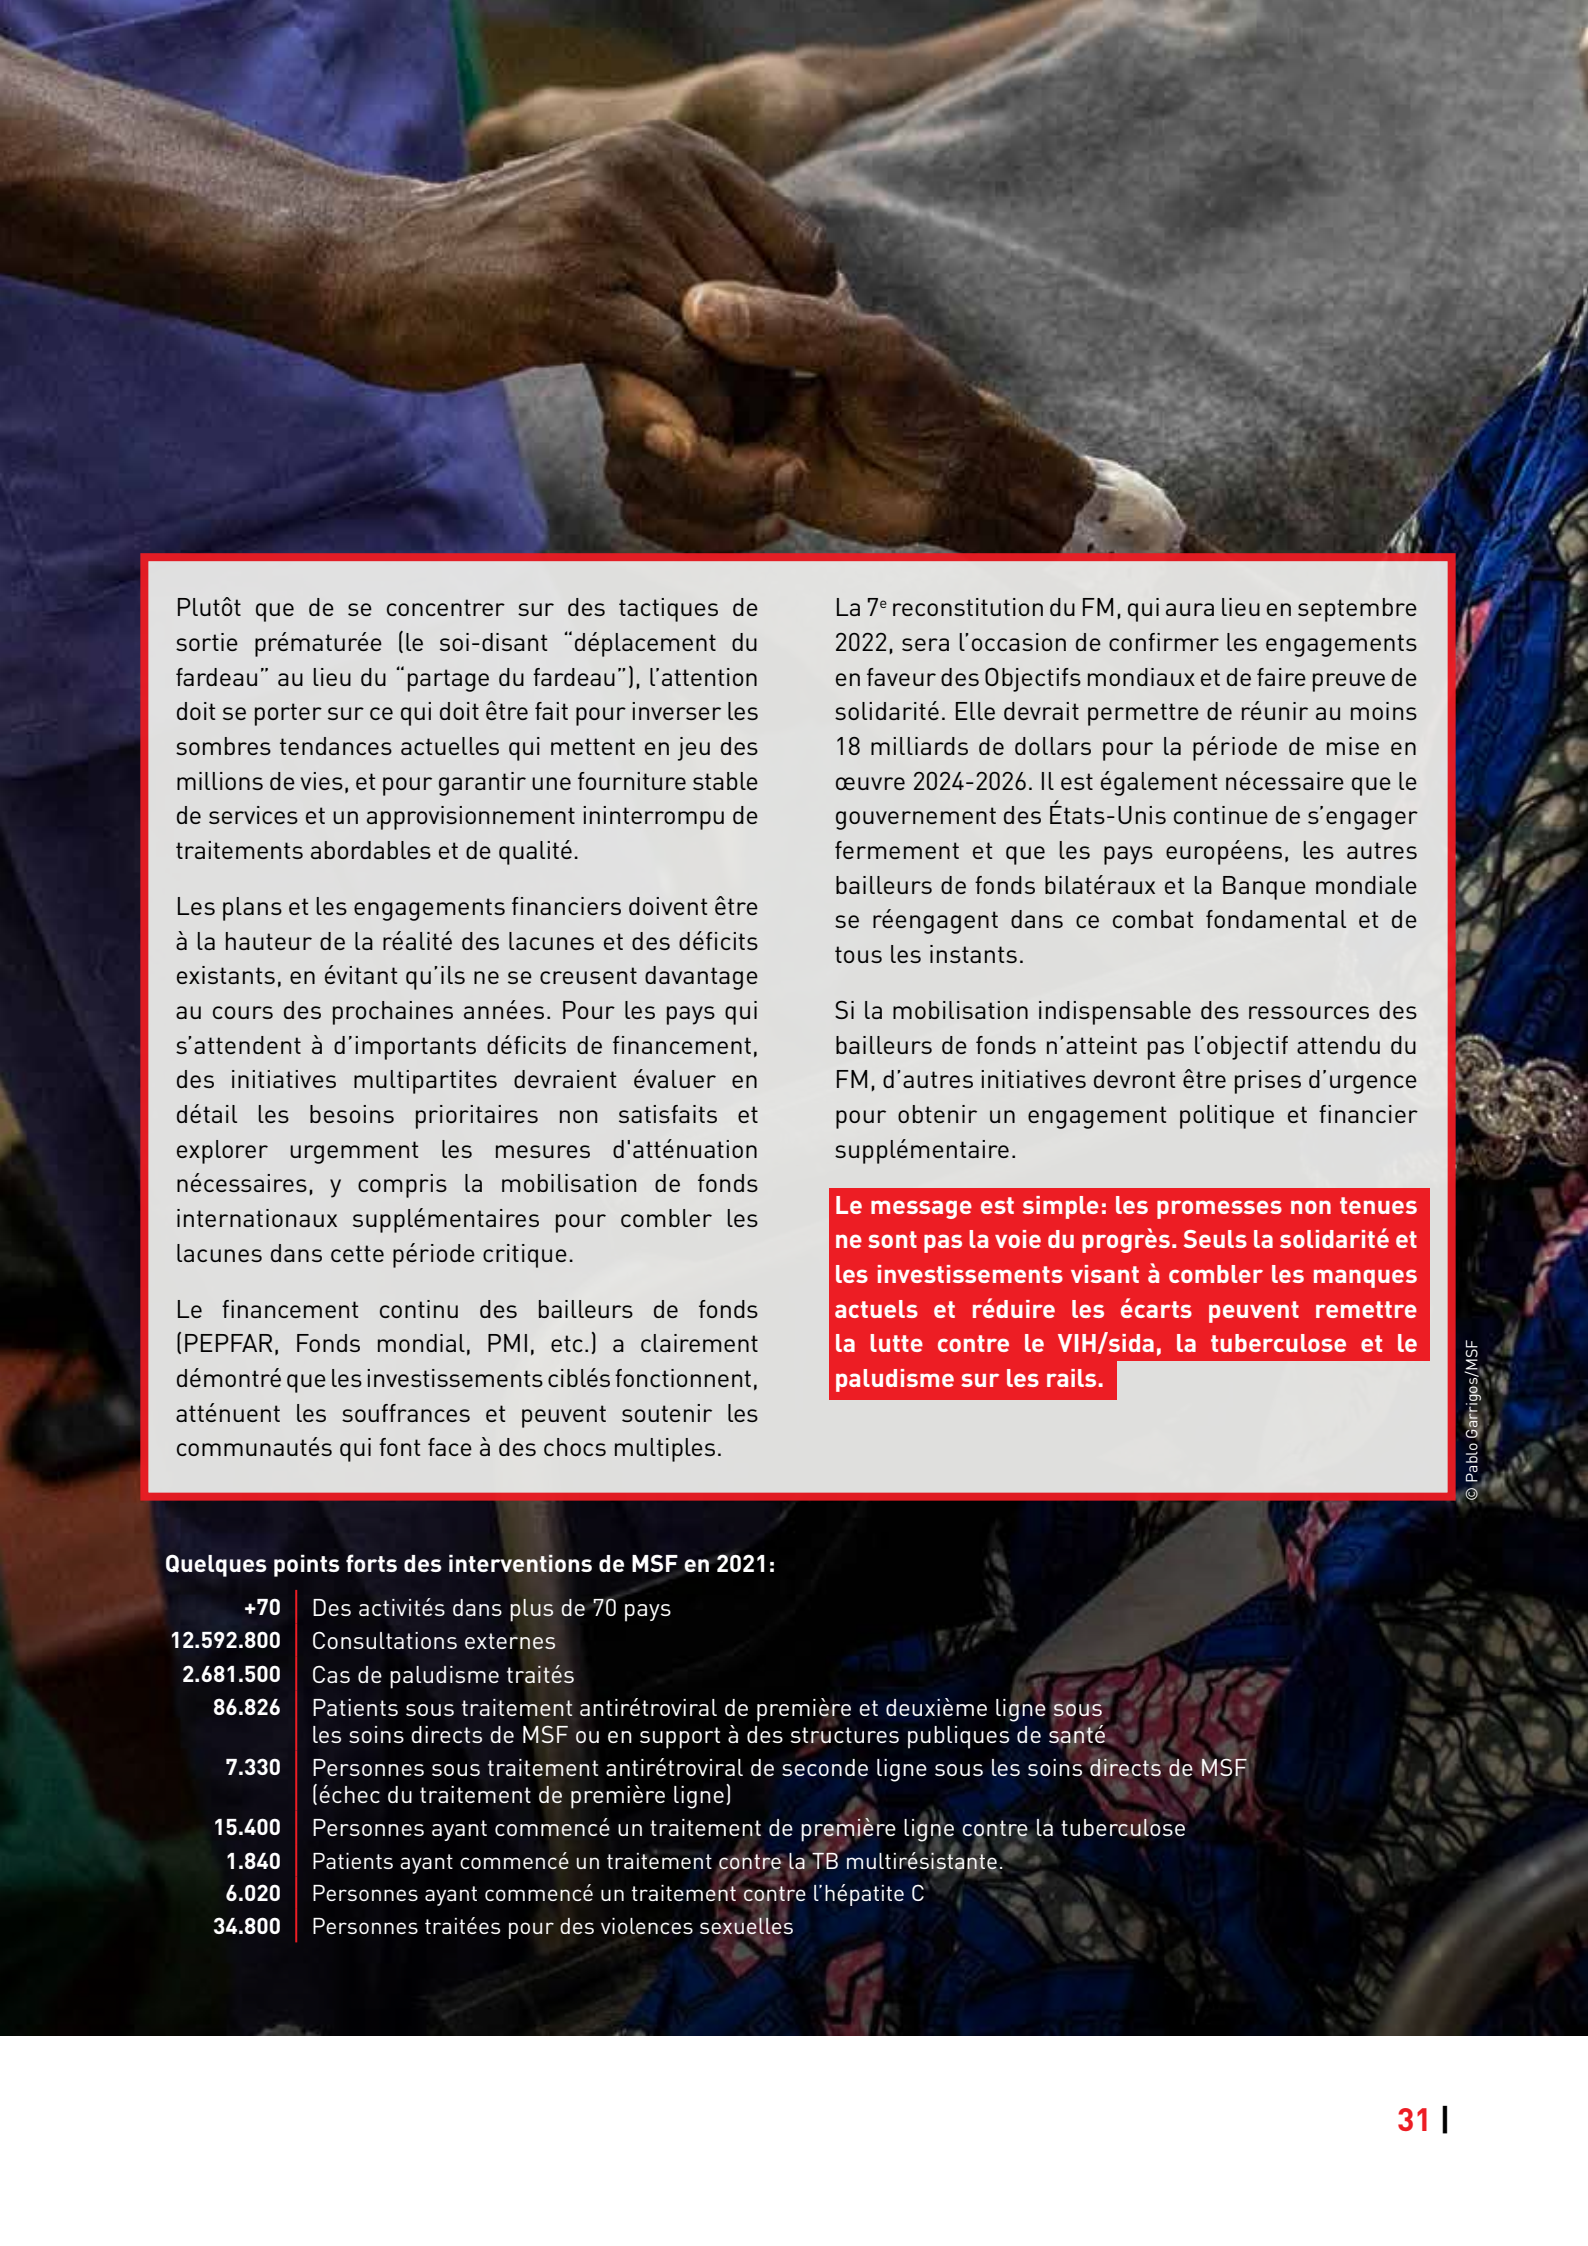 Plutôt que de se concentrer sur des tactiques de
sortie prématurée (le soi-disant “déplacement du
fardeau” au lieu du “partage du fardeau”), l’attention
doit se porter sur ce qui doit être fait pour inverser les
sombres tendances actuelles qui mettent en jeu des
millions de vies, et pour garantir une fourniture stable
de services et un approvisionnement ininterrompu de
traitements abordables et de qualité.
Les plans et les engagements financiers doivent être
à la hauteur de la réalité des lacunes et des déficits
existants, en évitant qu’ils ne se creusent davantage
au cours des prochaines années. Pour les pays qui
s’attendent à d’importants déficits de financement,
des initiatives multipartites devraient évaluer en
détail les besoins prioritaires non satisfaits et
explorer urgemment les mesures d'atténuation
nécessaires, y compris la mobilisation de fonds
internationaux supplémentaires pour combler les
lacunes dans cette période critique.
Le financement continu des bailleurs de fonds
(PEPFAR, Fonds mondial, PMI, etc.) a clairement
démontré que les investissements ciblés fonctionnent,
atténuent les souffrances et peuvent soutenir les
communautés qui font face à des chocs multiples.
La 7e reconstitution du FM, qui aura lieu en septembre
2022, sera l’occasion de confirmer les engagements
en faveur des Objectifs mondiaux et de faire preuve de
solidarité. Elle devrait permettre de réunir au moins
18 milliards de dollars pour la période de mise en
œuvre 2024-2026. Il est également nécessaire que le
gouvernement des États-Unis continue de s’engager
fermement et que les pays européens, les autres
bailleurs de fonds bilatéraux et la Banque mondiale
se réengagent dans ce combat fondamental et de
tous les instants.
Si la mobilisation indispensable des ressources des
bailleurs de fonds n’atteint pas l’objectif attendu du
FM, d’autres initiatives devront être prises d’urgence
pour obtenir un engagement politique et financier
supplémentaire.
Le message est simple: les promesses non tenues
ne sont pas la voie du progrès. Seuls la solidarité et
les investissements visant à combler les manques
actuels et réduire les écarts peuvent remettre
la lutte contre le VIH/sida, la tuberculose et le
paludisme sur les rails.
© Pablo Garrigos/MSF
Quelques points forts des interventions de MSF en 2021:
+70 Des activités dans plus de 70 pays
12.592.800 Consultations externes
2.681.500 Cas de paludisme traités
86.826 Patients sous traitement antirétroviral de première et deuxième ligne sous
les soins directs de MSF ou en support à des structures publiques de santé
7.330 Personnes sous traitement antirétroviral de seconde ligne sous les soins directs de MSF
(échec du traitement de première ligne)
15.400 Personnes ayant commencé un traitement de première ligne contre la tuberculose
1.840 Patients ayant commencé un traitement contre la TB multirésistante.
6.020 Personnes ayant commencé un traitement contre l’hépatite C
34.800 Personnes traitées pour des violences sexuelles
31 |